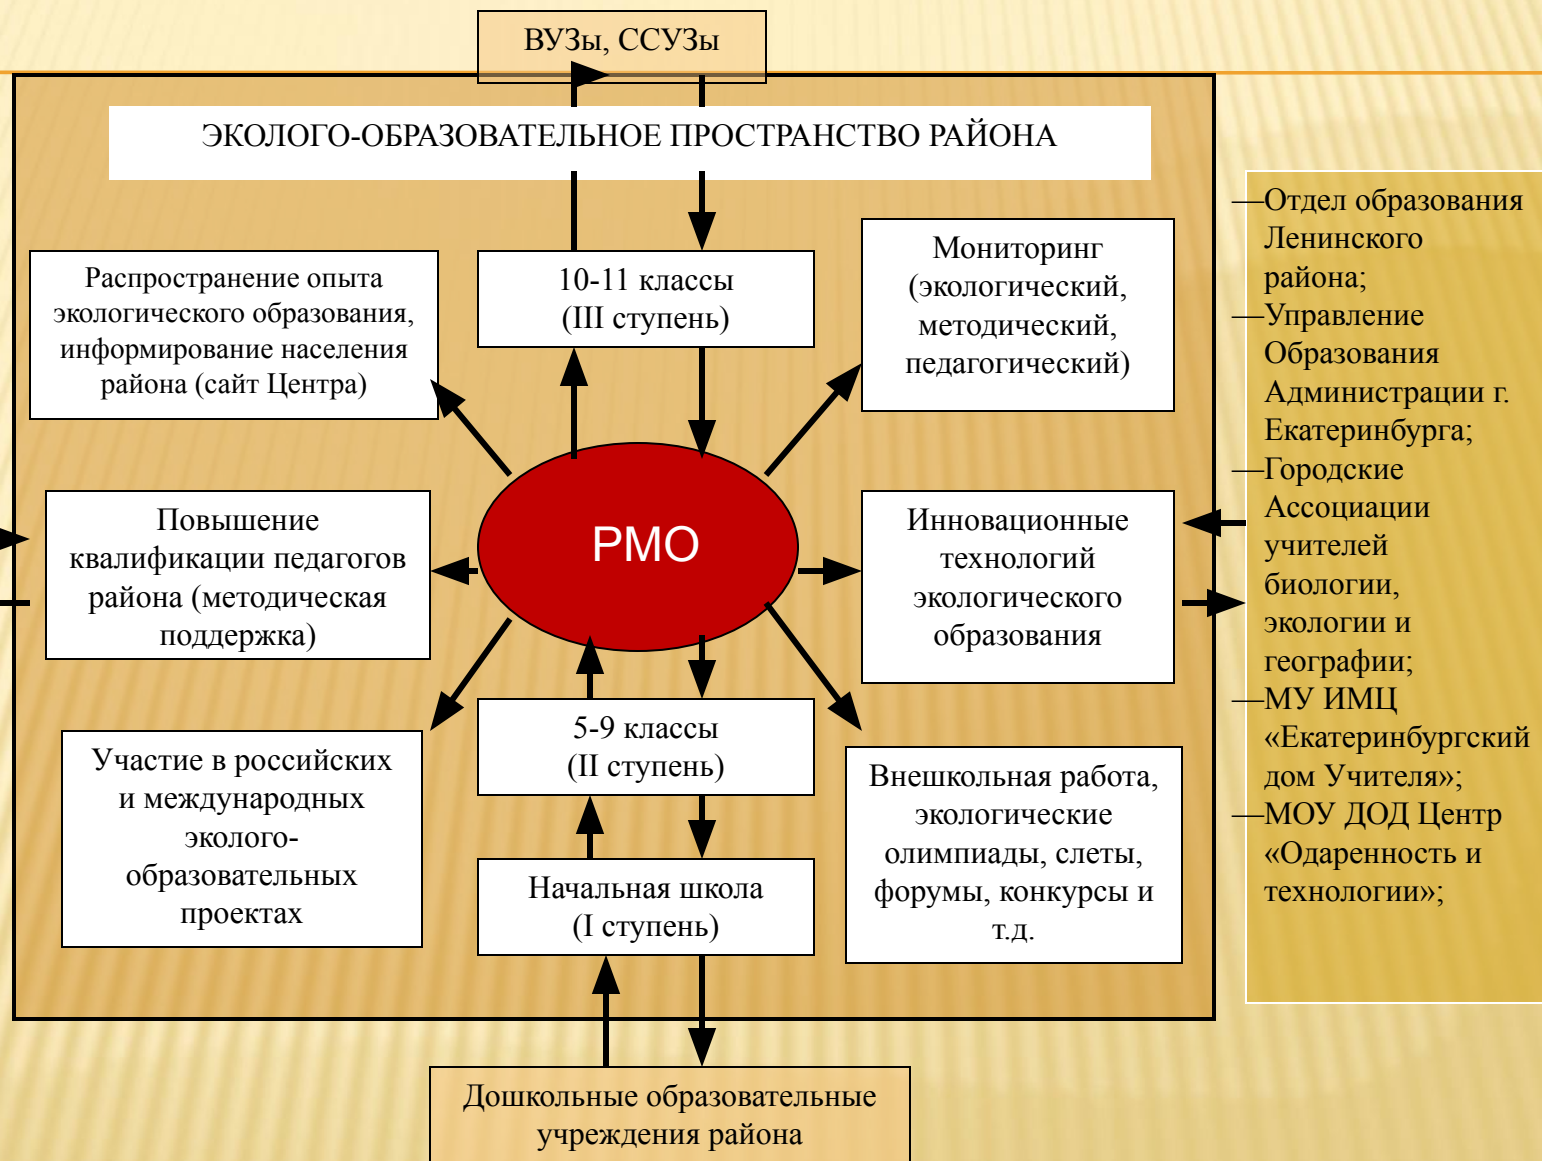 ВУЗы, ССУЗы
ЭКОЛОГО-ОБРАЗОВАТЕЛЬНОЕ ПРОСТРАНСТВО РАЙОНА
Распространение опыта
экологического образования,
информирование населения
района (сайт Центра)
10-11 классы
(III ступень)
Мониторинг
(экологический,
методический,
педагогический)
Повышение
квалификации педагогов
района (методическая
поддержка)
РМО
Инновационные
технологий
экологического
образования
Участие в российских
и международных
эколого-
образовательных
проектах
5-9 классы
(II ступень)
Начальная школа
(I ступень)
Внешкольная работа,
экологические
олимпиады, слеты,
форумы, конкурсы и
т.д.
Дошкольные образовательные
учреждения района
—Отдел образования
Ленинского
района;
—Управление
Образования
Администрации г.
Екатеринбурга;
—Городские
Ассоциации
учителей
биологии,
экологии и
географии;
—МУ ИМЦ
«Екатеринбургский
дом Учителя»;
—МОУ ДОД Центр
«Одаренность и
технологии»;